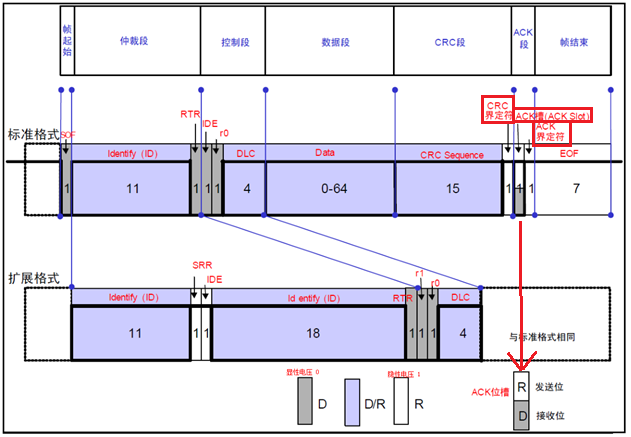 帧起始 仲裁段 控制段 数据段 CRC段 ACK段 帧结束
CRC界定符
RTR IDE ACK槽(ACK Slot)
标准格式 SOF r0 ACK界定符
Identify（ID） DLC Data CRC Sequence EOF
1 11 1 1 1 4 0-64 15 1 1 1 7
SRR r1
扩展格式 IDE r0
Identify（ID） Id entify（ID） RTR DLC
11 1 1 18 1 1 1 4 与标准格式相同
显性电压 0 隐性电压 1
D D/R R
ACK位槽 R 发送位
D 接收位